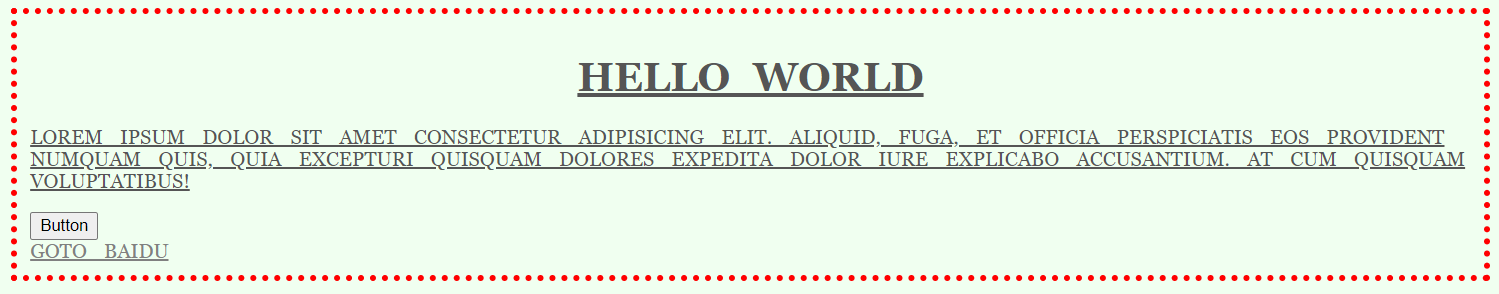 HELLO WORLD
LOREM IPSUM DOLOR SIT AMET CONSECTETUR ADIPISICING ELIT. ALIQUID, FUGA, ET OFFICIA PERSPICIATIS EOS PROVIDENT
NUMQUAM QUIS, QUIA EXCEPTURI QUISQUAM DOLORES EXPEDITA DOLOR IURE EXPLICABO ACCUSANTIUM. AT CUM QUISQUAM
VOLUPTATIBUS!
Button
GOTO BAIDU